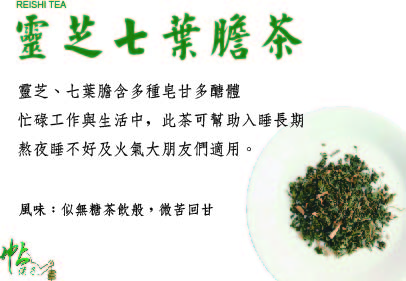 REISHI TEA
靈芝七葉膽茶
靈芝、七葉膽含多種皂甘多醣體
忙碌工作與生活中，此茶可幫助入睡長期
熬夜睡不好及火氣大朋友們適用。
風味：似無糖茶飲般，微苦回甘